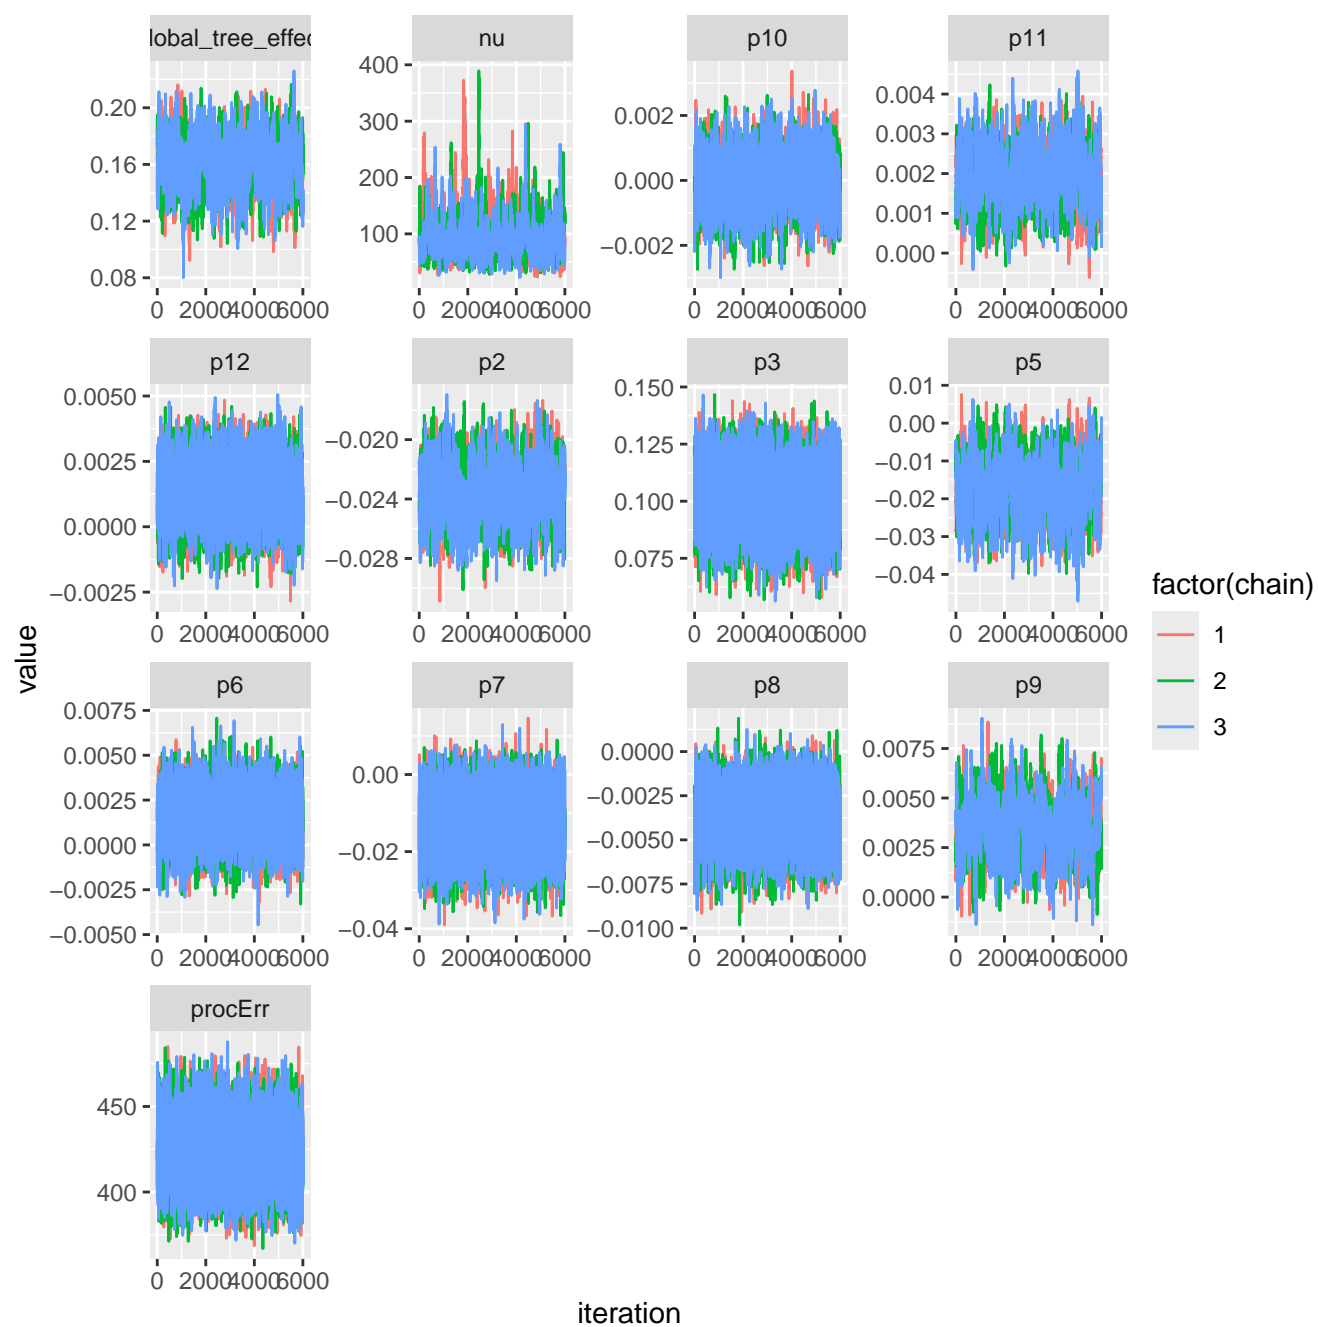 lobal_tree_effec
nu
p10
p11
0.20
0.16
0.12
0.08
400
300
200
100
0.002
0.000
−0.002
0.004
0.003
0.002
0.001
0.000
0 2000 4000 6000
0 2000 4000 6000
0 2000 4000 6000
0 2000 4000 6000
p12
p2
p3
p5
0.0050
0.0025
0.0000
−0.0025
−0.020
−0.024
−0.028
0.150
0.125
0.100
0.075
0.01
0.00
−0.01
−0.02
−0.03
−0.04
0 2000 4000 6000
0 2000 4000 6000
0 2000 4000 6000
0 2000 4000 6000
p6
p7
p8
p9
0.0075
0.0050
0.0025
0.0000
−0.0025
−0.0050
0.00
−0.02
−0.04
0.0000
−0.0025
−0.0050
−0.0075
−0.0100
0.0075
0.0050
0.0025
0.0000
0 2000 4000 6000
0 2000 4000 6000
0 2000 4000 6000
0 2000 4000 6000
procErr
450
400
0 2000 4000 6000
value
iteration
factor(chain)
1
2
3